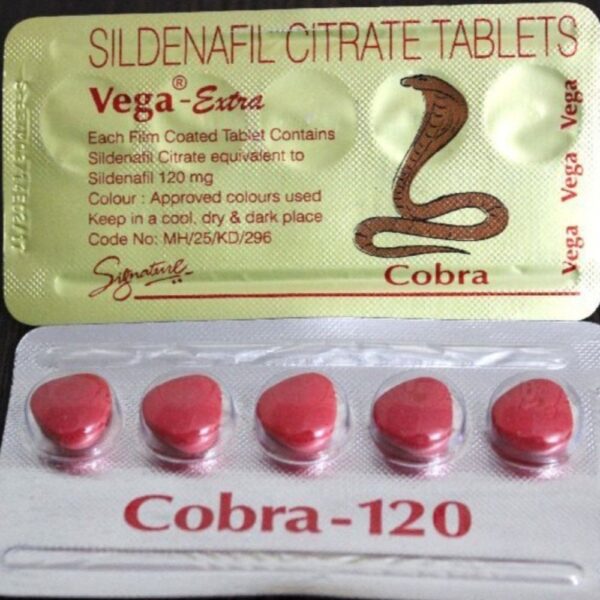 SILDENAFIL CiTRATE TABLETS
Vega®-Extra
Each Film Coated Tablet Contains
Sildenafil Citrate equivalent to
Sildenafil 120 mg
Colour : Approved colours used
Keep in a cool, dry & dark place
Code No: MH/25/KD/296
Signature
Cobra
Vega Vega Vega
Cobra-120